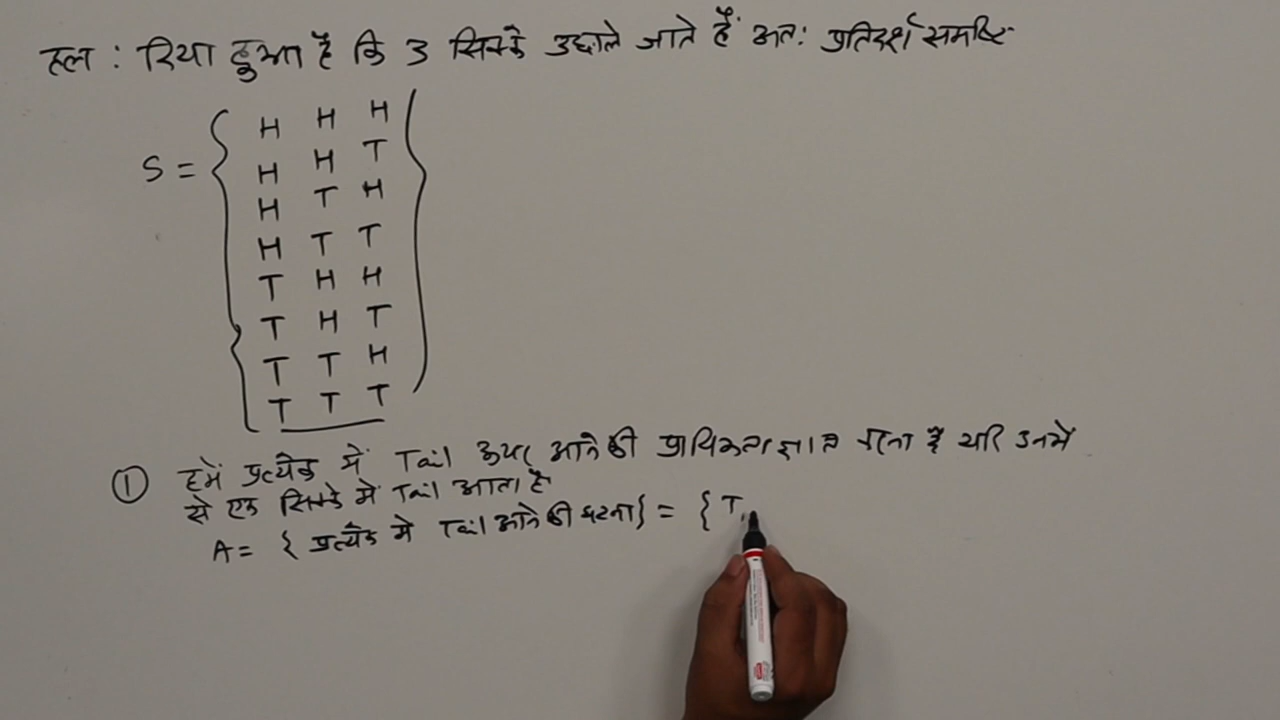 हल : दिया हुआ है कि 3 सिक्के उछाले जाते हैं अतः प्रतिदर्श समष्टि
S = {
H H H
H H T
H T H
H T T
T H H
T H T
T T H
T T T
}
① हमें प्रत्येक में Tail ऊपर आने की प्रायिकता ज्ञात करना है यदि उनमें
से एक सिक्के में Tail आता है
A = { प्रत्येक में Tail आने की घटना } = { T,